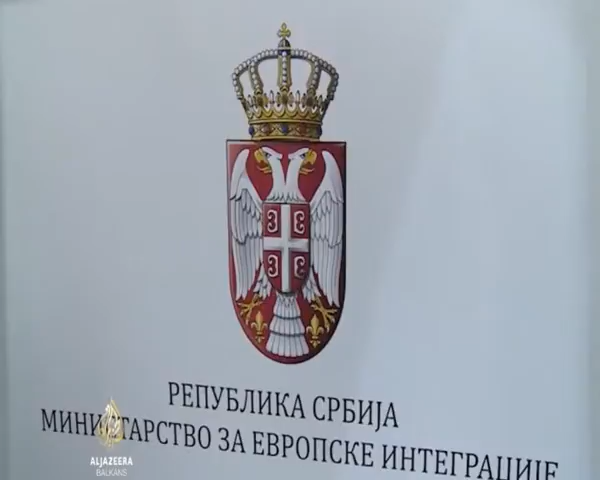 РЕПУБЛИКА СРБИЈА
МИНИСТАРСТВО ЗА ЕВРОПСКЕ ИНТЕГРАЦИЈЕ
ALJAZEERA
BALKANS